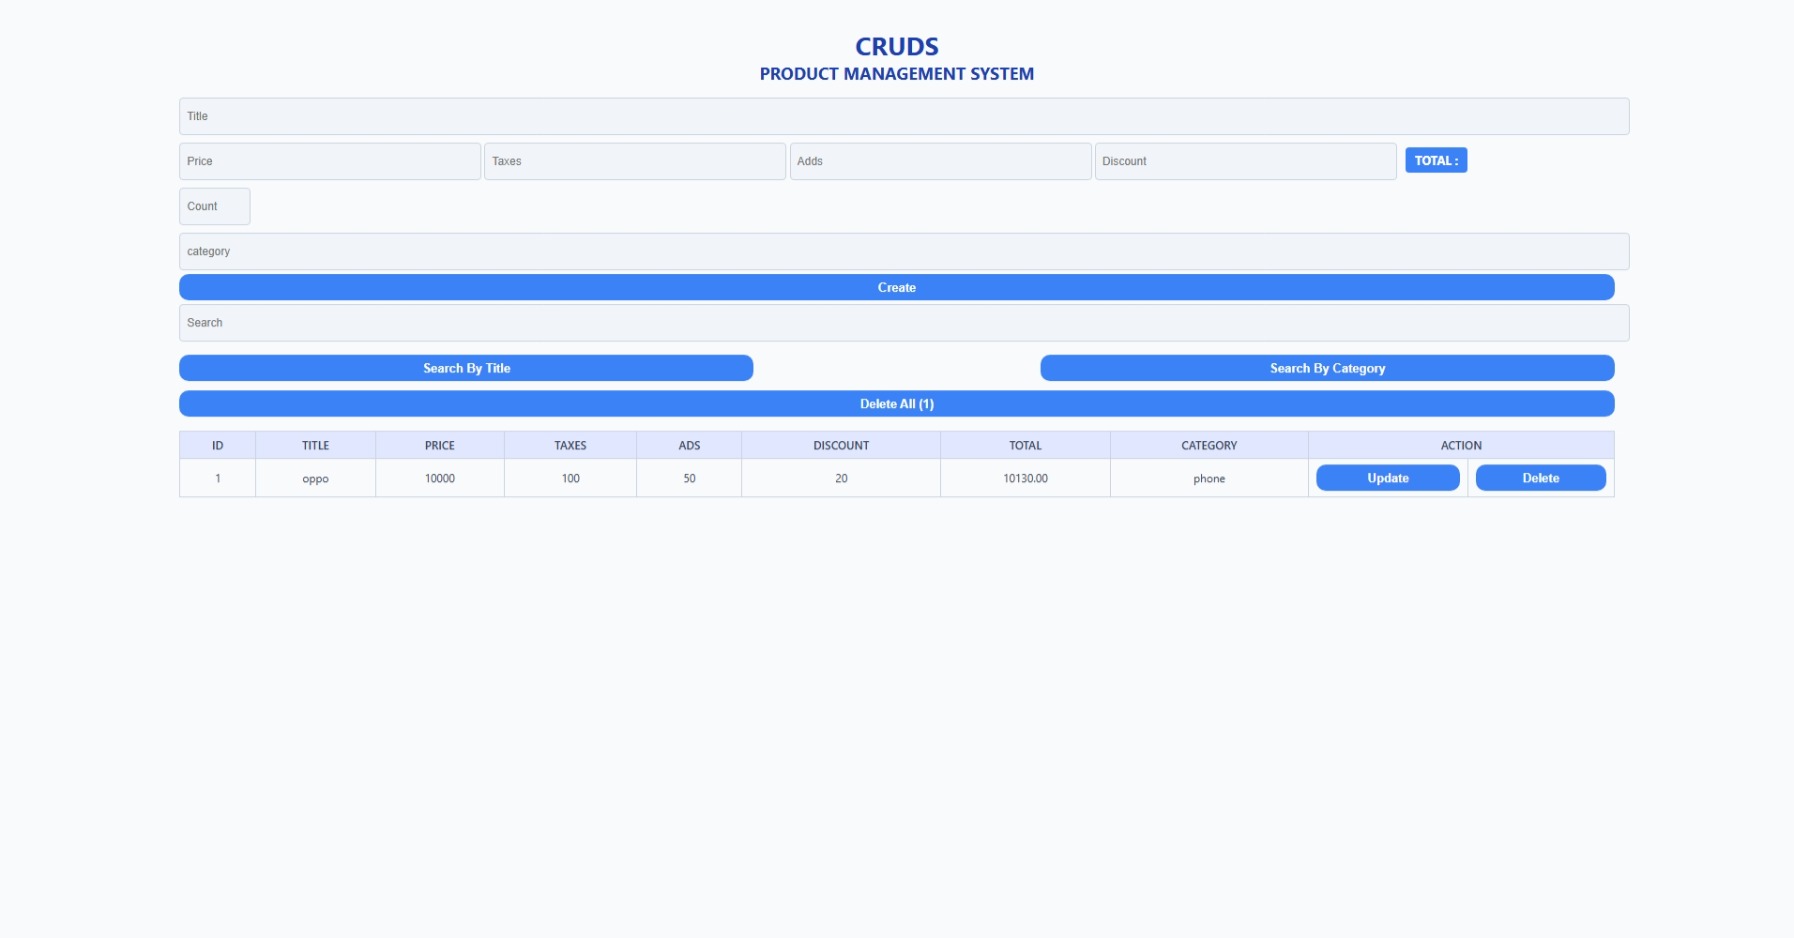 CRUDS
PRODUCT MANAGEMENT SYSTEM
Title
Price Taxes Adds Discount TOTAL :
Count
category
Create
Search
Search By Title Search By Category
Delete All (1)
ID TITLE PRICE TAXES ADS DISCOUNT TOTAL CATEGORY ACTION
1 oppo 10000 100 50 20 10130.00 phone Update Delete